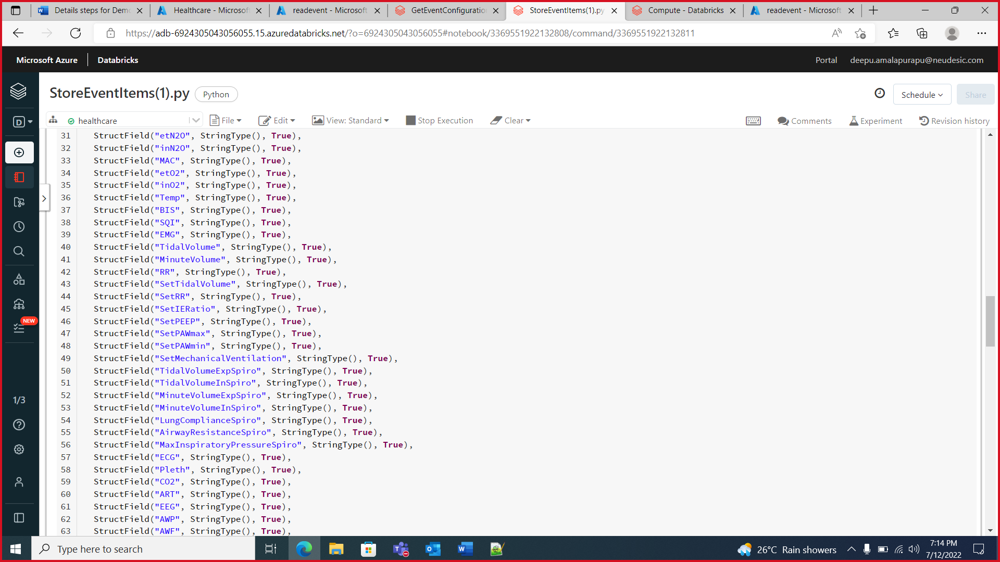 Details steps for Dem
Healthcare - Microsoft
readevent - Microsoft
GetEventConfiguratio
StoreEventItems(1).py
Compute - Databricks
readevent - Microsoft
https://adb-6924305043056055.15.azuredatabricks.net/?o=6924305043056055#notebook/3369551922132808/command/3369551922132811
Microsoft Azure
Databricks
Portal
deepu.amalapurapu@neudesic.com
StoreEventItems(1).py
Python
Schedule
Share
healthcare
File
Edit
View: Standard
Stop Execution
Clear
Comments
Experiment
Revision history
D
NEW
1/3
31 StructField("etN2O", StringType(), True),
32 StructField("inN2O", StringType(), True),
33 StructField("MAC", StringType(), True),
34 StructField("etO2", StringType(), True),
35 StructField("inO2", StringType(), True),
36 StructField("Temp", StringType(), True),
37 StructField("BIS", StringType(), True),
38 StructField("SQI", StringType(), True),
39 StructField("EMG", StringType(), True),
40 StructField("TidalVolume", StringType(), True),
41 StructField("MinuteVolume", StringType(), True),
42 StructField("RR", StringType(), True),
43 StructField("SetTidalVolume", StringType(), True),
44 StructField("SetRR", StringType(), True),
45 StructField("SetIERatio", StringType(), True),
46 StructField("SetPEEP", StringType(), True),
47 StructField("SetPAWmax", StringType(), True),
48 StructField("SetPAWmin", StringType(), True),
49 StructField("SetMechanicalVentilation", StringType(), True),
50 StructField("TidalVolumeExpSpiro", StringType(), True),
51 StructField("TidalVolumeInSpiro", StringType(), True),
52 StructField("MinuteVolumeExpSpiro", StringType(), True),
53 StructField("MinuteVolumeInSpiro", StringType(), True),
54 StructField("LungComplianceSpiro", StringType(), True),
55 StructField("AirwayResistanceSpiro", StringType(), True),
56 StructField("MaxInspiratoryPressureSpiro", StringType(), True),
57 StructField("ECG", StringType(), True),
58 StructField("Pleth", StringType(), True),
59 StructField("CO2", StringType(), True),
60 StructField("ART", StringType(), True),
61 StructField("EEG", StringType(), True),
62 StructField("AWP", StringType(), True),
63 StructField("AWF", StringType(), True),
Type here to search
26°C Rain showers
7:14 PM
7/12/2022